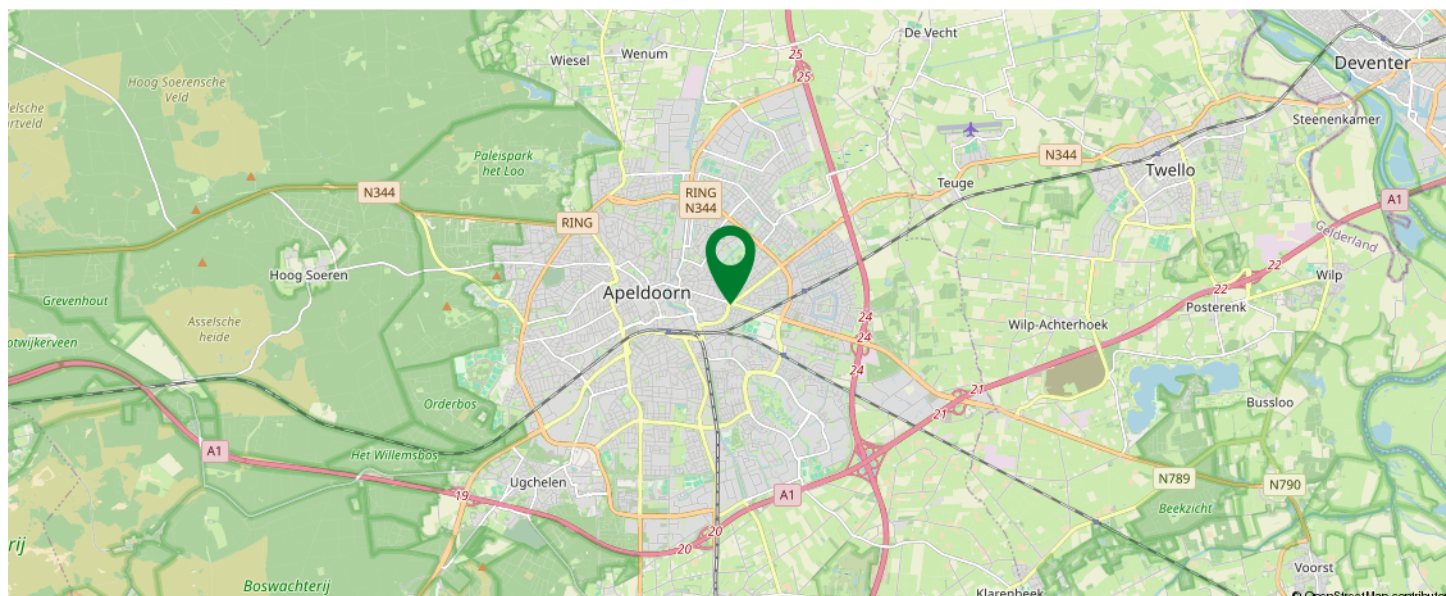 De Vecht
Wenum
Wiesel
25
25
Deventer
Hoog Soerensche
Veld
Steenenkamer
Paleispark
het Loo
N344
Twello
Teuge
N344
RING
N344
A1
RING
Gelderland
Hoog Soeren
22
Wilp
22
Grevenhout
Apeldoorn
Posterenk
Asselsche
heide
24
Wilp-Achterhoek
24
24
21
21
Orderbos
Bussloo
A1
Het Willemsbos
Ugchelen
19
A1
N789
N790
Beekzicht
20
20
Boswachterij
Voorst
Klarenbeek